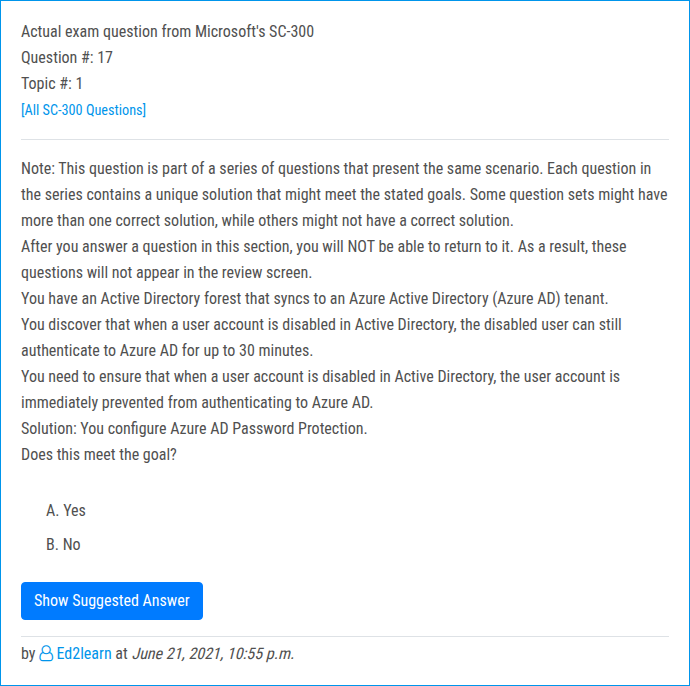 Actual exam question from Microsoft's SC-300
Question #: 17
Topic #: 1
[All SC-300 Questions]
Note: This question is part of a series of questions that present the same scenario. Each question in
the series contains a unique solution that might meet the stated goals. Some question sets might have
more than one correct solution, while others might not have a correct solution.
After you answer a question in this section, you will NOT be able to return to it. As a result, these
questions will not appear in the review screen.
You have an Active Directory forest that syncs to an Azure Active Directory (Azure AD) tenant.
You discover that when a user account is disabled in Active Directory, the disabled user can still
authenticate to Azure AD for up to 30 minutes.
You need to ensure that when a user account is disabled in Active Directory, the user account is
immediately prevented from authenticating to Azure AD.
Solution: You configure Azure AD Password Protection.
Does this meet the goal?
A. Yes
B. No
Show Suggested Answer
by Ed2learn at June 21, 2021, 10:55 p.m.